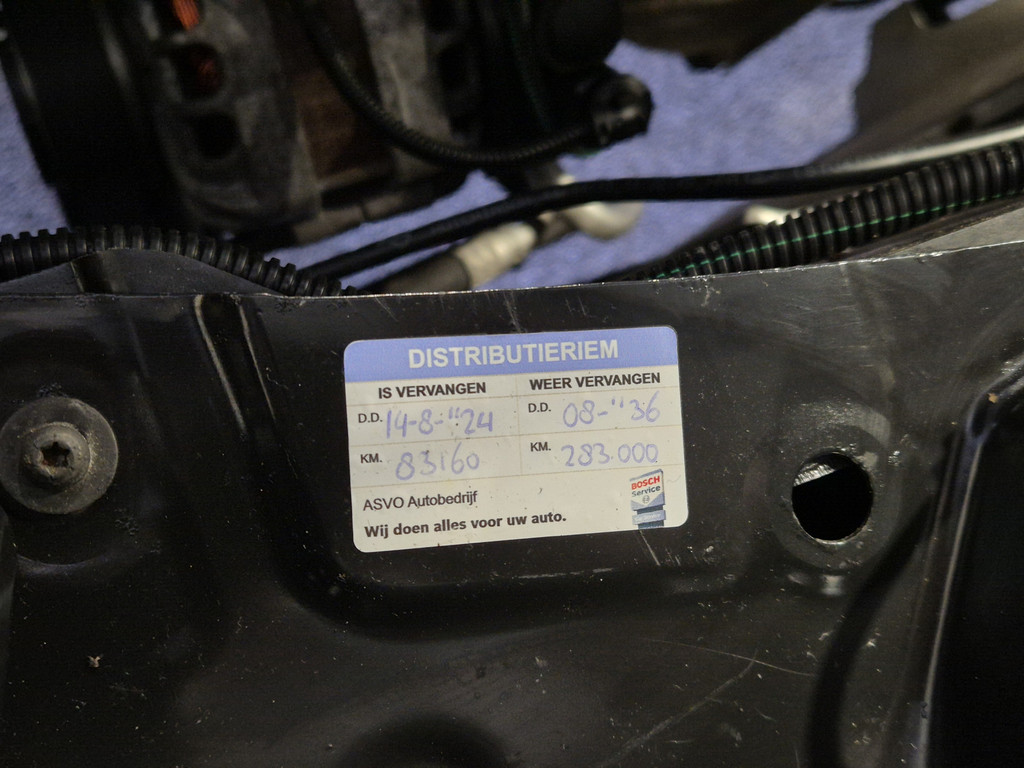 DISTRIBUTIERIEM
IS VERVANGEN WEER VERVANGEN
D.D. 14-8-"24 D.D. 08-"36
KM. 83160 KM. 283.000
ASVO Autobedrijf
Wij doen alles voor uw auto.
BOSCH
Service